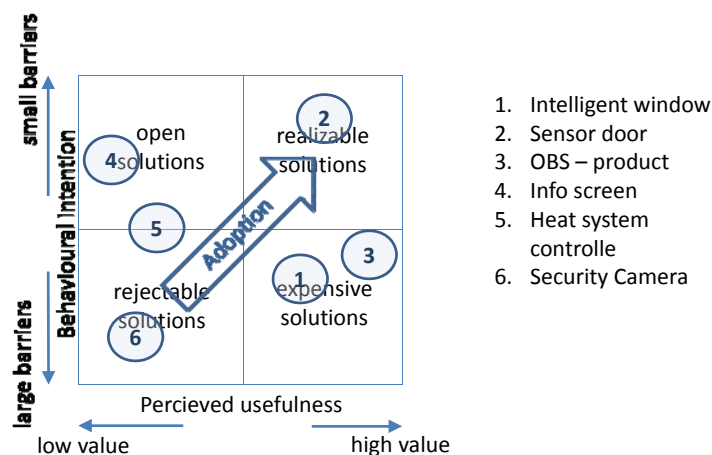 small barriers
Behavioural Intention
large barriers
open
solutions
4
5
2
realizable
solutions
Adoption
rejectable
solutions
6
1
3
expensive
solutions
Percieved usefulness
low value
high value
1. Intelligent window
2. Sensor door
3. OBS – product
4. Info screen
5. Heat system
controlle
6. Security Camera